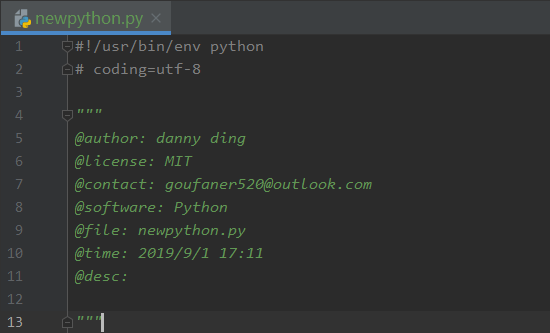 newpython.py
1 #!/usr/bin/env python
2 # coding=utf-8
3
4 """
5 @author: danny ding
6 @license: MIT
7 @contact: goufaner520@outlook.com
8 @software: Python
9 @file: newpython.py
10 @time: 2019/9/1 17:11
11 @desc:
12
13 """